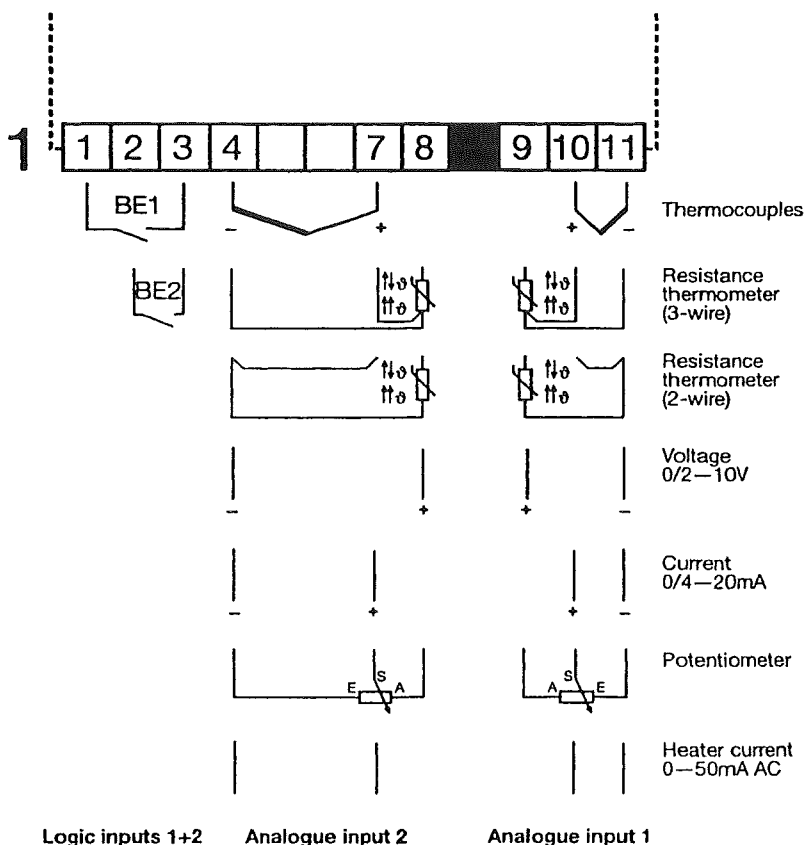 1 1 2 3 4 7 8 9 10 11
BE1
- + + -
Thermocouples
BE2
↑↓ϑ
↑↑ϑ
↑↓ϑ
↑↑ϑ
Resistance
thermometer
(3-wire)
↑↓ϑ
↑↑ϑ
↑↓ϑ
↑↑ϑ
Resistance
thermometer
(2-wire)
Voltage
0/2—10V
- + + -
Current
0/4—20mA
- + + -
Potentiometer
E S A A S E
Heater current
0—50mA AC
Logic inputs 1+2 Analogue input 2 Analogue input 1